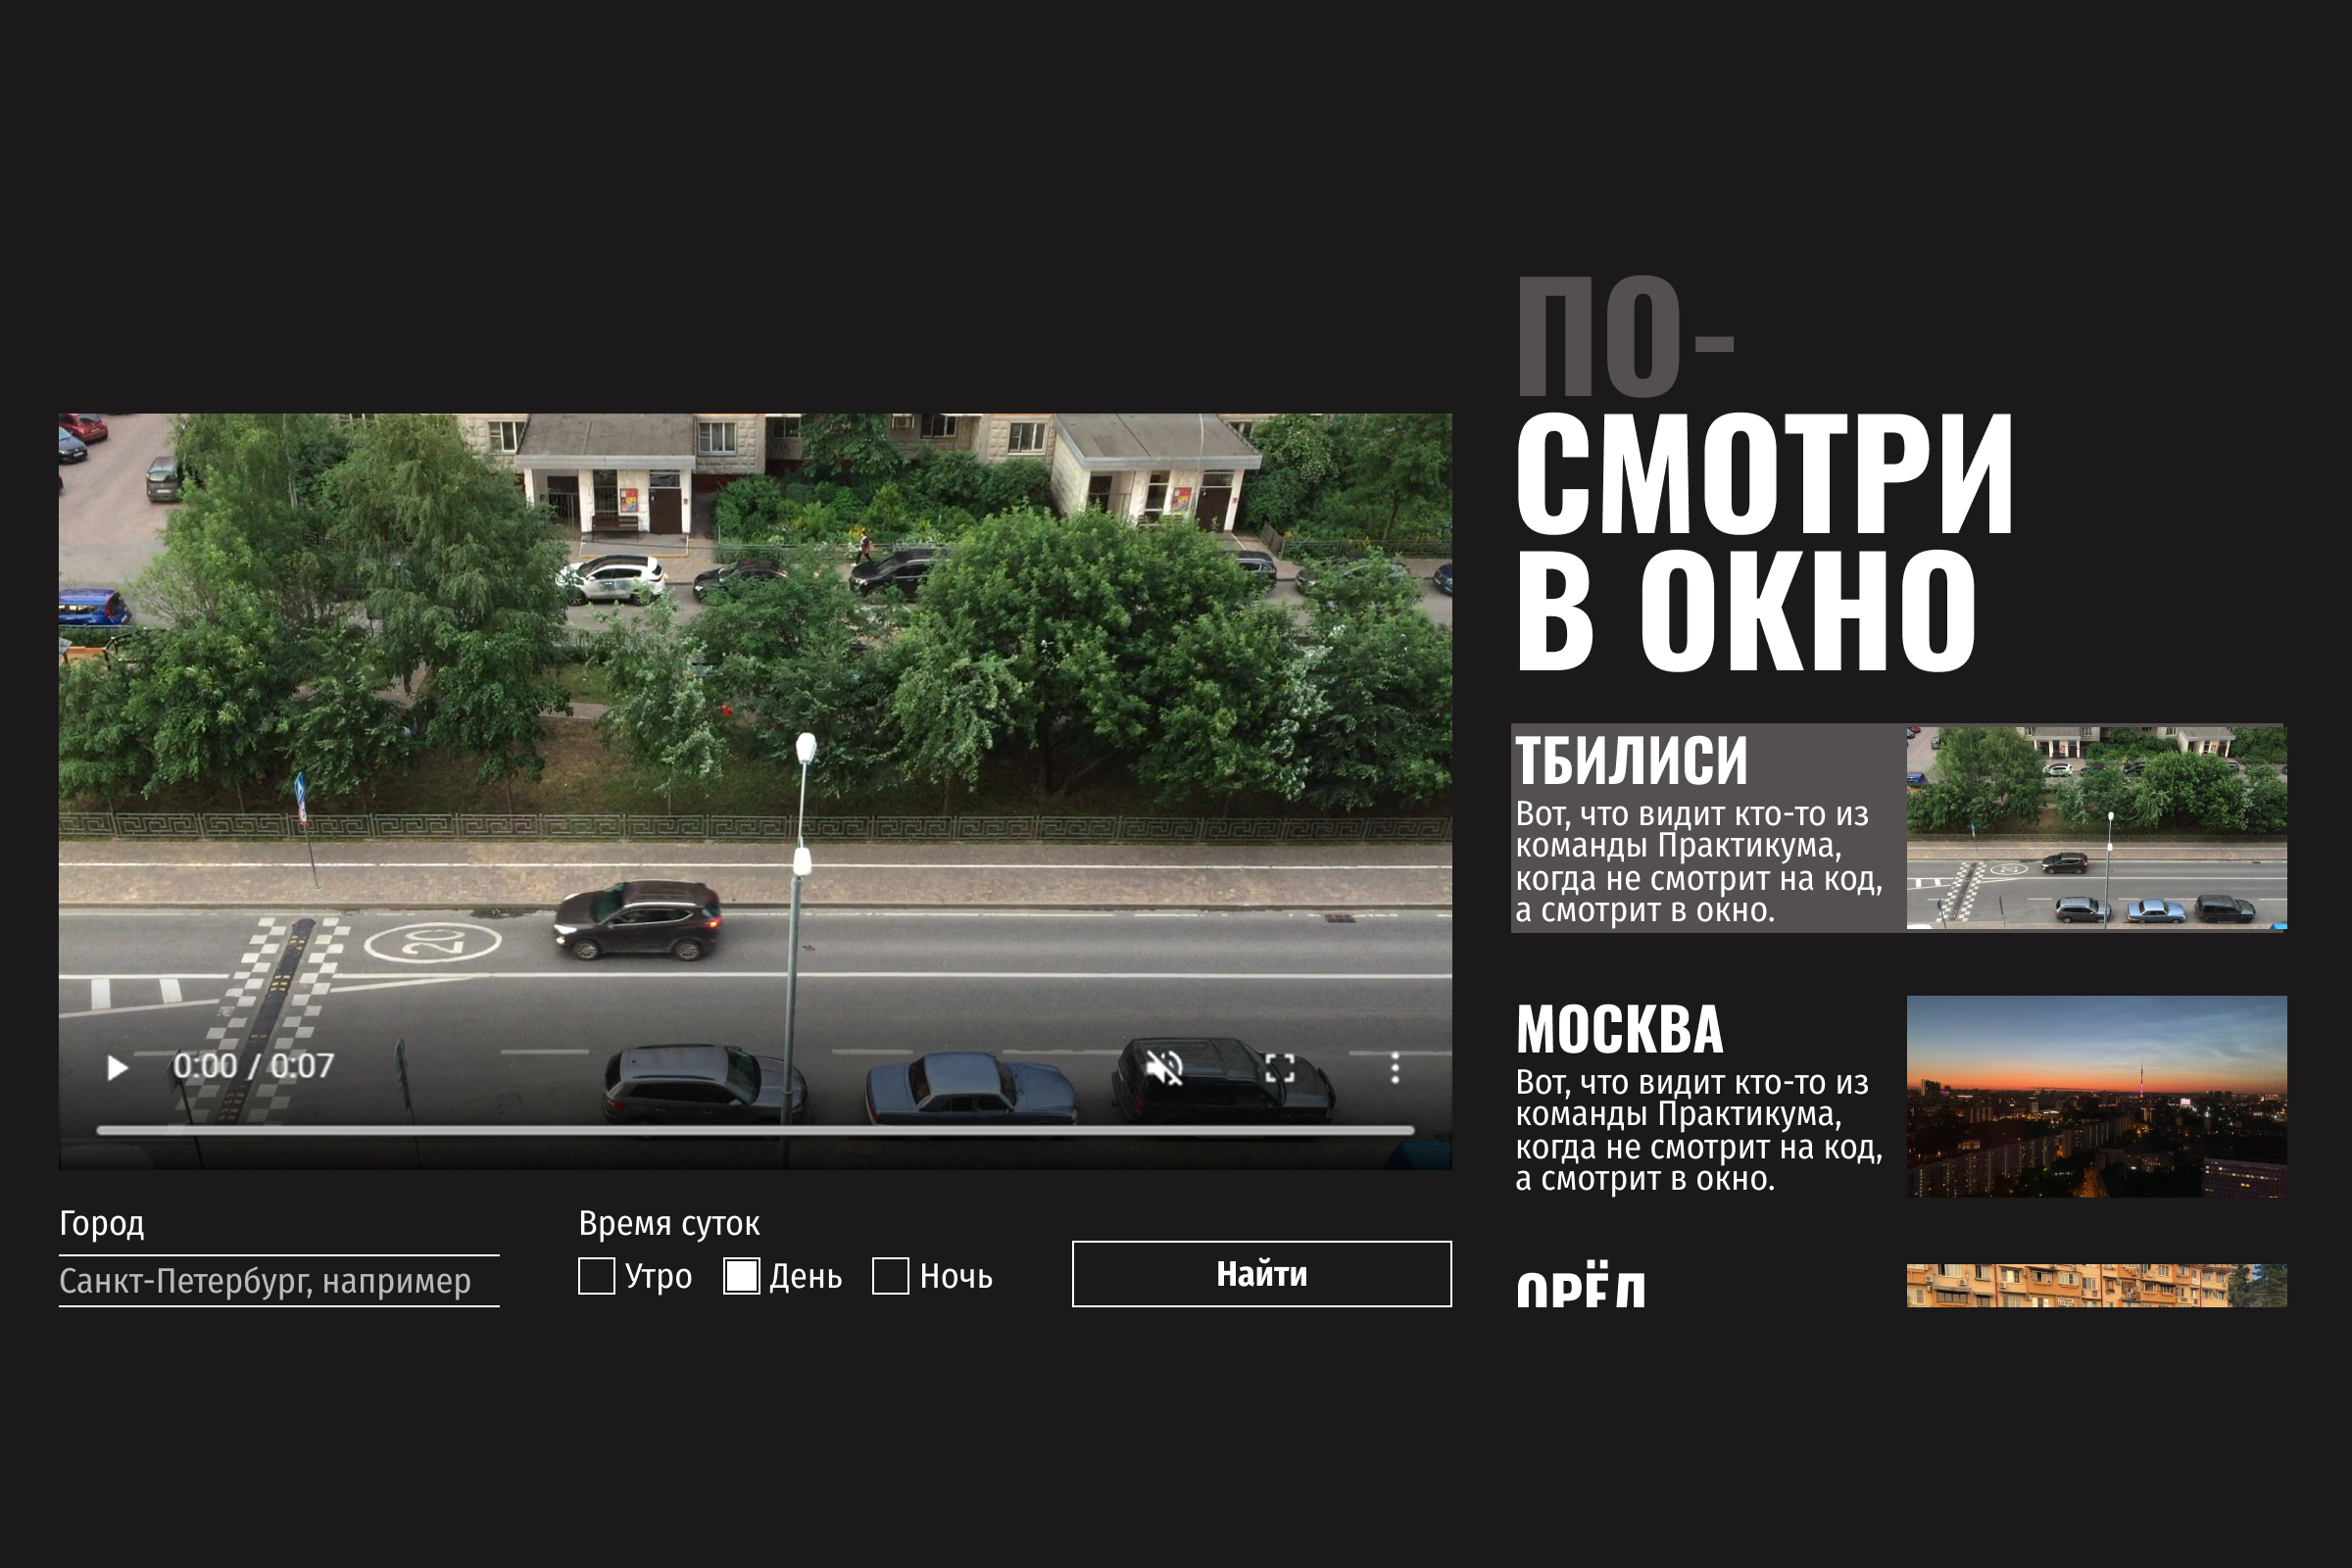 ПО-
СМОТРИ
В ОКНО
20
0:00 / 0:07
Город
Санкт-Петербург, например
Время суток
Утро
День
Ночь
Найти
ТБИЛИСИ
Вот, что видит кто-то из
команды Практикума,
когда не смотрит на код,
а смотрит в окно.
МОСКВА
Вот, что видит кто-то из
команды Практикума,
когда не смотрит на код,
а смотрит в окно.
ОРЁЛ